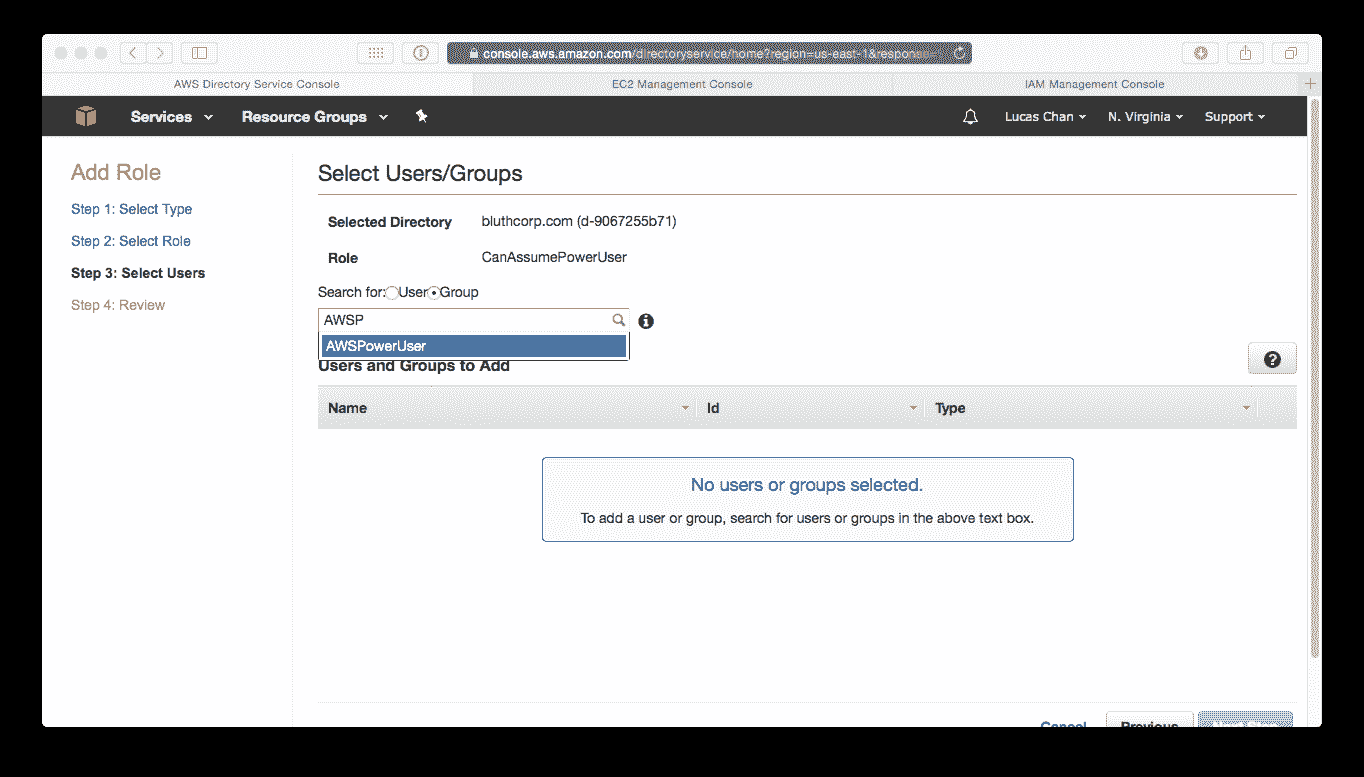 console.aws.amazon.com/directoryservice/home?region=us-east-1&respons
AWS Directory Service Console EC2 Management Console IAM Management Console
Services Resource Groups Lucas Chan N. Virginia Support
Add Role
Step 1: Select Type
Step 2: Select Role
Step 3: Select Users
Step 4: Review
Select Users/Groups
Selected Directory bluthcorp.com (d-9067255b71)
Role CanAssumePowerUser
Search for: User Group
AWSP
AWSPowerUser
Users and Groups to Add
Name Id Type
No users or groups selected.
To add a user or group, search for users or groups in the above text box.
Cancel Previous